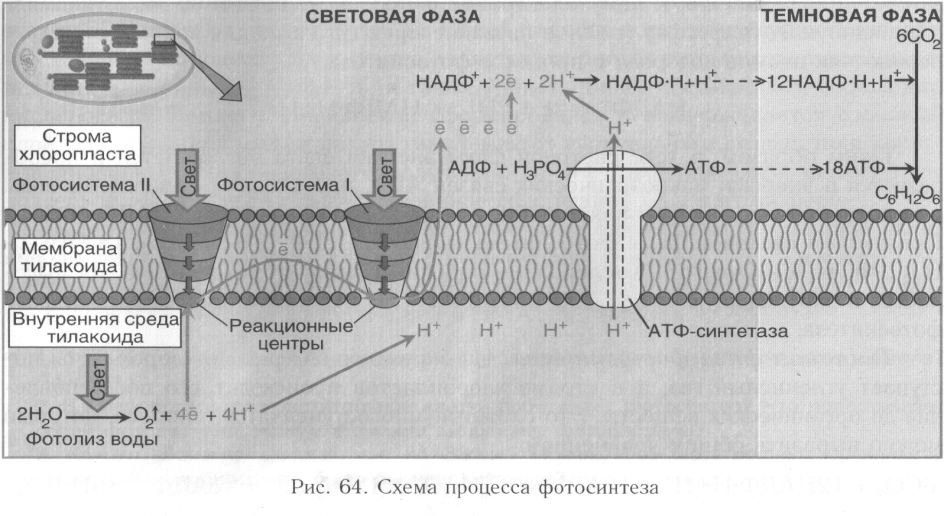 СВЕТОВАЯ ФАЗА
ТЕМНОВАЯ ФАЗА
6CO₂
НАДФ⁺ + 2ē + 2H⁺ → НАДФ·Н+Н⁺ ---→ 12НАДФ·Н+Н⁺
ē ē ē ē
H⁺
Строма
хлоропласта
Свет
Свет
АДФ + H₃PO₄ → АТФ ---→ 18АТФ
Фотосистема II
Фотосистема I
C₆H₁₂O₆
Мембрана
тилакоида
ē
Внутренняя среда
тилакоида
Реакционные
центры
H⁺ H⁺ H⁺ H⁺
АТФ-синтетаза
Свет
2H₂O → O₂↑ + 4ē + 4H⁺
Фотолиз воды
Рис. 64. Схема процесса фотосинтеза